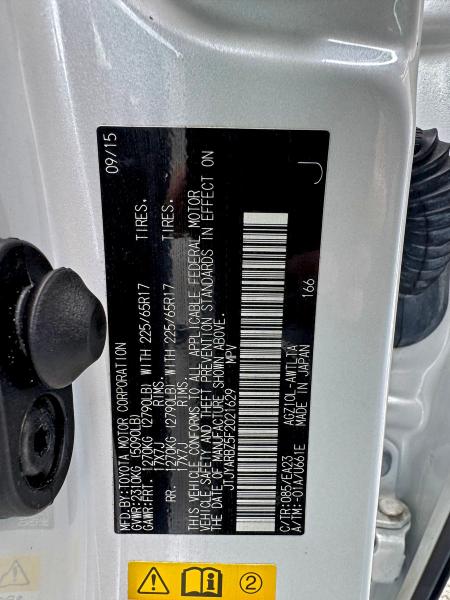 MFD.BY:TOYOTA MOTOR CORPORATION 09/15
GVWR:2310KG (5090LB)
GAWR:FRT. 1270KG (2790LB) WITH 225/65R17 TIRES.
17X7J RIMS.
RR. 1270KG (2790LB) WITH 225/65R17 TIRES.
17X7J RIMS.
THIS VEHICLE CONFORMS TO ALL APPLICABLE FEDERAL MOTOR
VEHICLE SAFETY AND THEFT PREVENTION STANDARDS IN EFFECT ON
THE DATE OF MANUFACTURE SHOWN ABOVE.
JTJYARBZ5F2021629 MPV
J
C/TR:085/EA23 AGZ10L-AWTLTA 166
A/TM:-01A/U661E MADE IN JAPAN
2